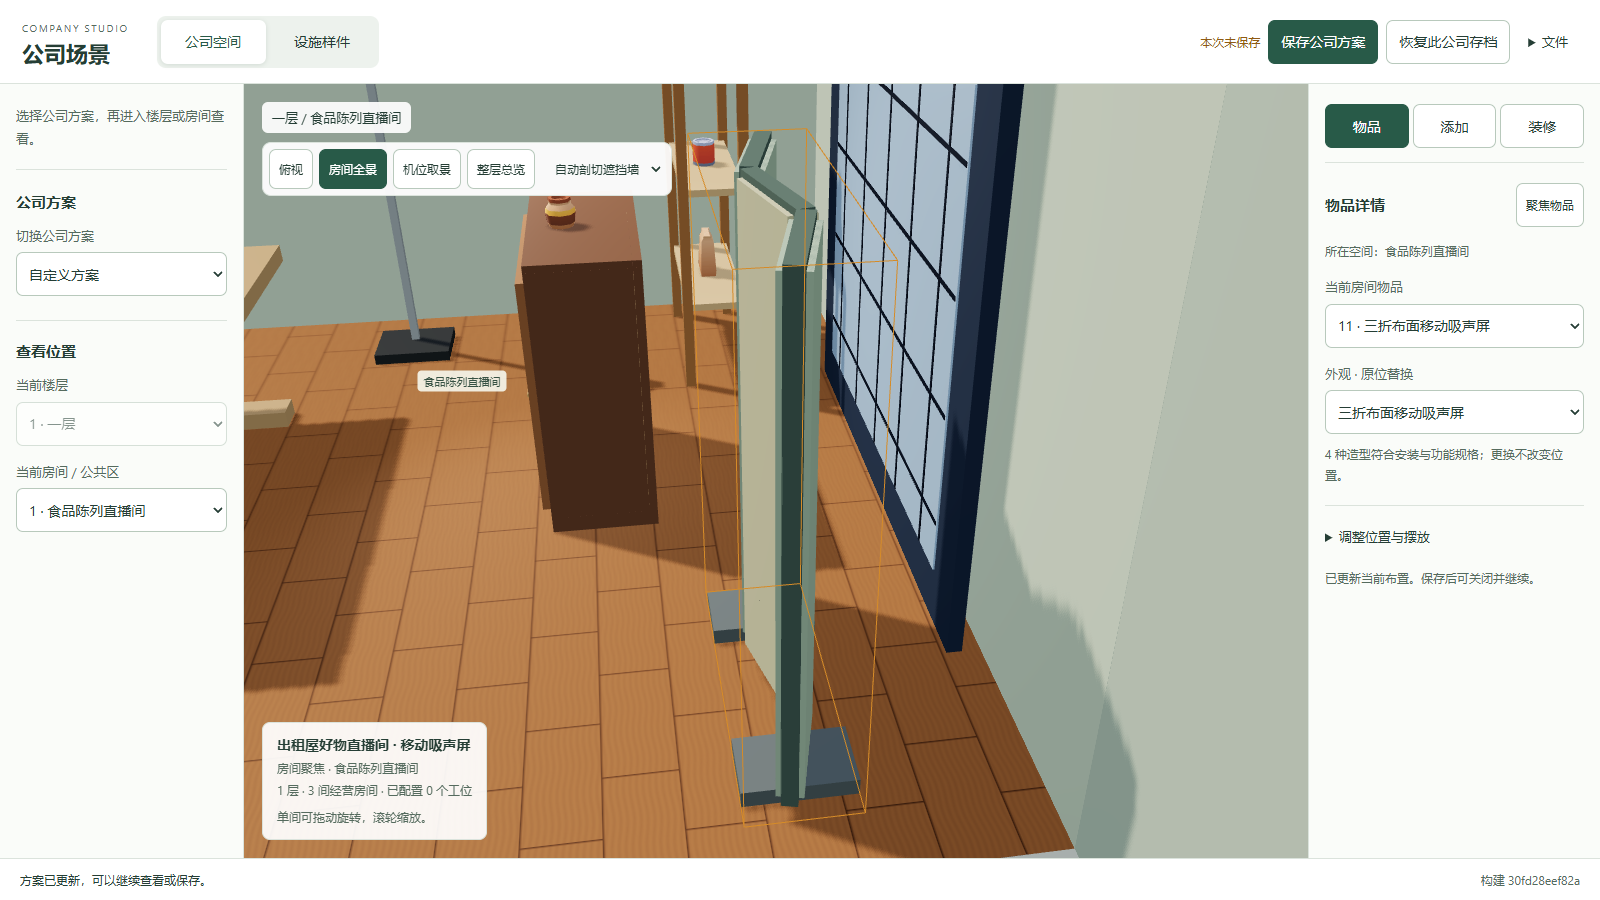 COMPANY STUDIO
公司场景
公司空间
设施样件
本次未保存
保存公司方案
恢复此公司存档
▶ 文件
选择公司方案，再进入楼层或房间查
看。
公司方案
切换公司方案
自定义方案
查看位置
当前楼层
1 · 一层
当前房间 / 公共区
1 · 食品陈列直播间
一层 / 食品陈列直播间
俯视
房间全景
机位取景
整层总览
自动剖切遮挡墙
食品陈列直播间
出租屋好物直播间 · 移动吸声屏
房间聚焦 · 食品陈列直播间
1 层 · 3 间经营房间 · 已配置 0 个工位
单间可拖动旋转，滚轮缩放。
物品
添加
装修
物品详情
聚焦物品
所在空间：食品陈列直播间
当前房间物品
11 · 三折布面移动吸声屏
外观 · 原位替换
三折布面移动吸声屏
4 种造型符合安装与功能规格；更换不改变位
置。
▶ 调整位置与摆放
已更新当前布置。保存后可关闭并继续。
方案已更新，可以继续查看或保存。
构建 30fd28eef82a